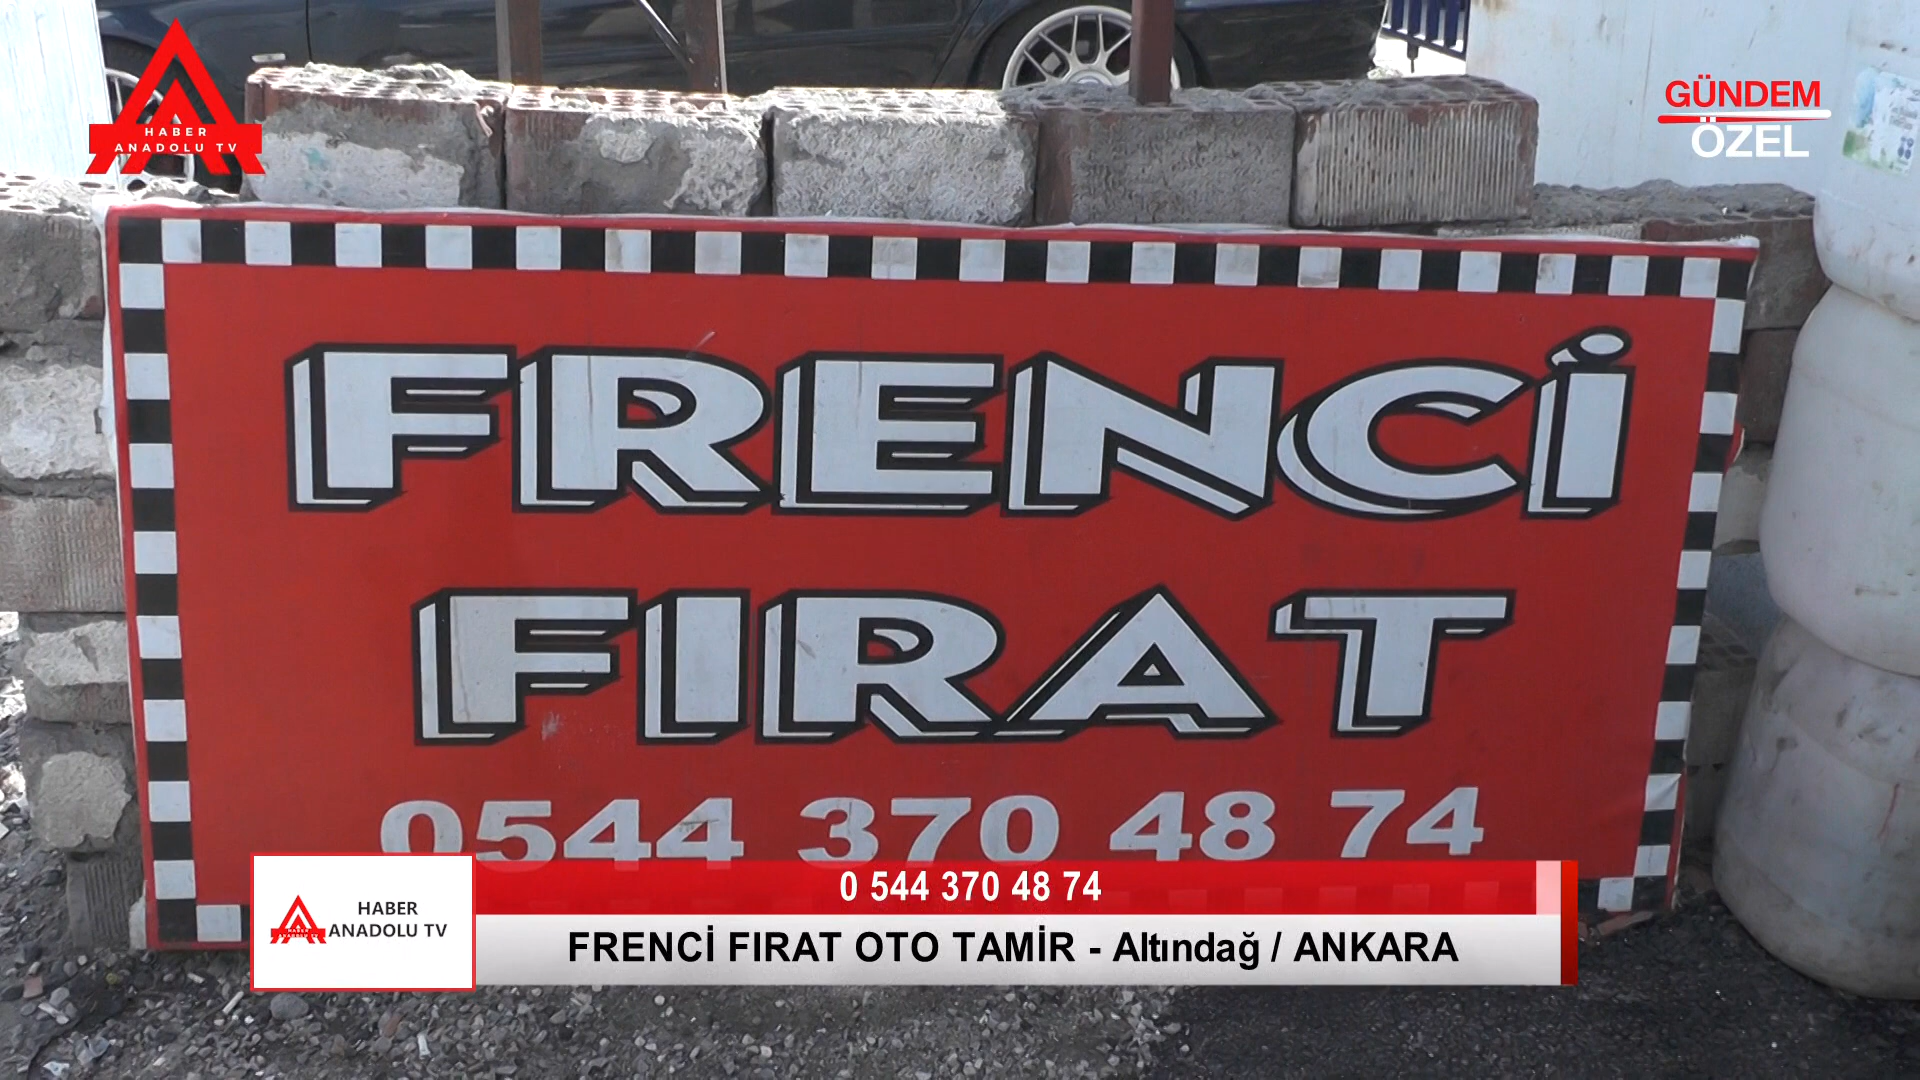 HABER
ANADOLU TV
GÜNDEM
ÖZEL
FRENCİ
FIRAT
0544 370 48 74
0 544 370 48 74
HABER
ANADOLU TV
FRENCİ FIRAT OTO TAMİR - Altındağ / ANKARA